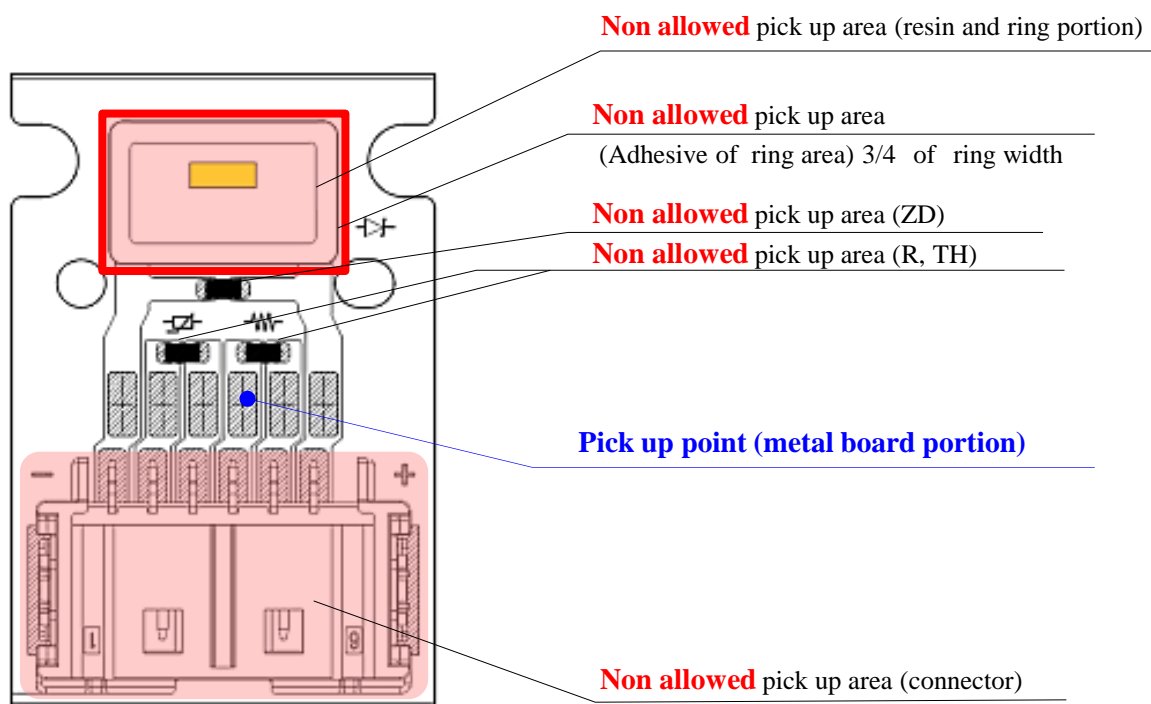 Non allowed pick up area (resin and ring portion)
Non allowed pick up area
(Adhesive of ring area) 3/4 of ring width
Non allowed pick up area (ZD)
Non allowed pick up area (R, TH)
Pick up point (metal board portion)
− +
1 6
Non allowed pick up area (connector)